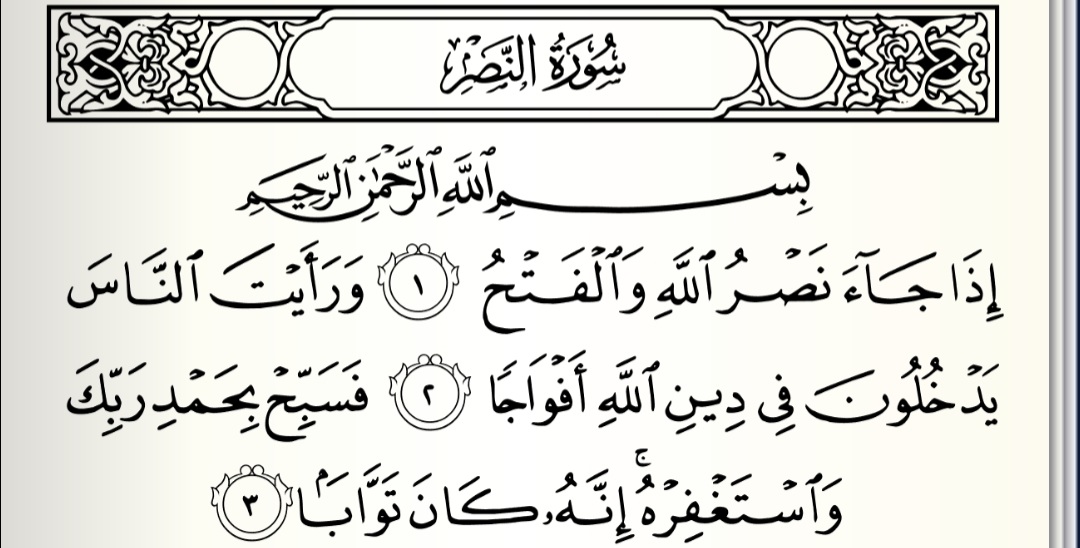 سُورَةُ النَّصْرِ
بِسْمِ ٱللَّهِ ٱلرَّحْمَٰنِ ٱلرَّحِيمِ
إِذَا جَآءَ نَصْرُ ٱللَّهِ وَٱلْفَتْحُ ١ وَرَأَيْتَ ٱلنَّاسَ
يَدْخُلُونَ فِى دِينِ ٱللَّهِ أَفْوَاجًا ٢ فَسَبِّحْ بِحَمْدِ رَبِّكَ
وَٱسْتَغْفِرْهُۚ إِنَّهُۥ كَانَ تَوَّابَۢا ٣